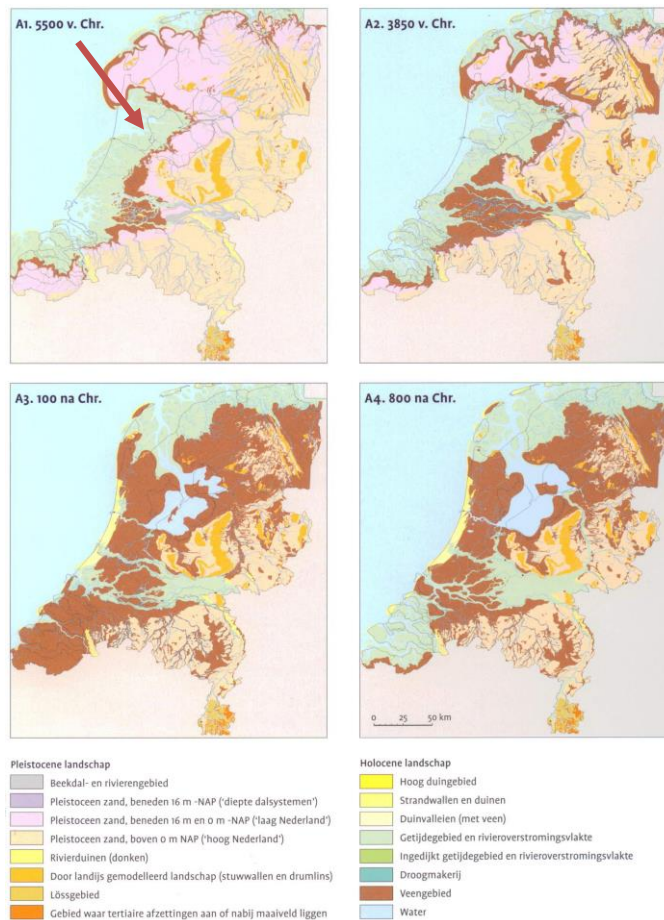 A1. 5500 v. Chr.
A2. 3850 v. Chr.
A3. 100 na Chr.
A4. 800 na Chr.
0 25 50 km
Pleistocene landschap
Beekdal- en rivierengebied
Pleistoceen zand, beneden 16 m -NAP ('diepte dalsystemen')
Pleistoceen zand, beneden 16 m en 0 m -NAP ('laag Nederland')
Pleistoceen zand, boven 0 m NAP ('hoog Nederland')
Rivierduinen (donken)
Door landijs gemodelleerd landschap (stuwwallen en drumlins)
Lössgebied
Gebied waar tertiaire afzettingen aan of nabij maaiveld liggen
Holocene landschap
Hoog duingebied
Strandwallen en duinen
Duinvalleien (met veen)
Getijdegebied en rivieroverstromingsvlakte
Ingedijkt getijdegebied en rivieroverstromingsvlakte
Droogmakerij
Veengebied
Water